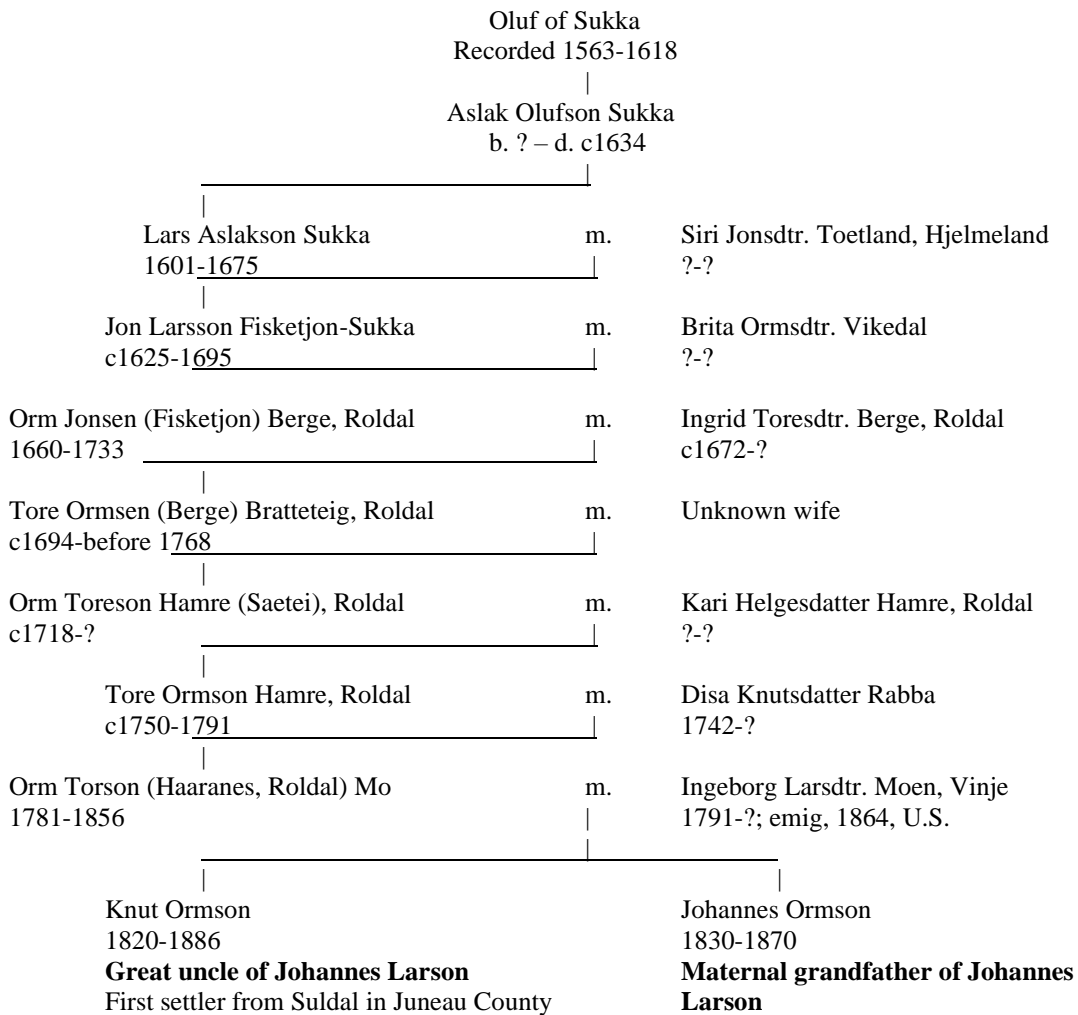 Oluf of Sukka
Recorded 1563-1618
Aslak Olufson Sukka
b. ? – d. c1634
Lars Aslakson Sukka m. Siri Jonsdtr. Toetland, Hjelmeland
1601-1675 ?-?
Jon Larsson Fisketjon-Sukka m. Brita Ormsdtr. Vikedal
c1625-1695 ?-?
Orm Jonsen (Fisketjon) Berge, Roldal m. Ingrid Toresdtr. Berge, Roldal
1660-1733 c1672-?
Tore Ormsen (Berge) Bratteteig, Roldal m. Unknown wife
c1694-before 1768
Orm Toreson Hamre (Saetei), Roldal m. Kari Helgesdatter Hamre, Roldal
c1718-? ?-?
Tore Ormson Hamre, Roldal m. Disa Knutsdatter Rabba
c1750-1791 1742-?
Orm Torson (Haaranes, Roldal) Mo m. Ingeborg Larsdtr. Moen, Vinje
1781-1856 1791-?; emig, 1864, U.S.
Knut Ormson Johannes Ormson
1820-1886 1830-1870
Great uncle of Johannes Larson Maternal grandfather of Johannes
First settler from Suldal in Juneau County Larson